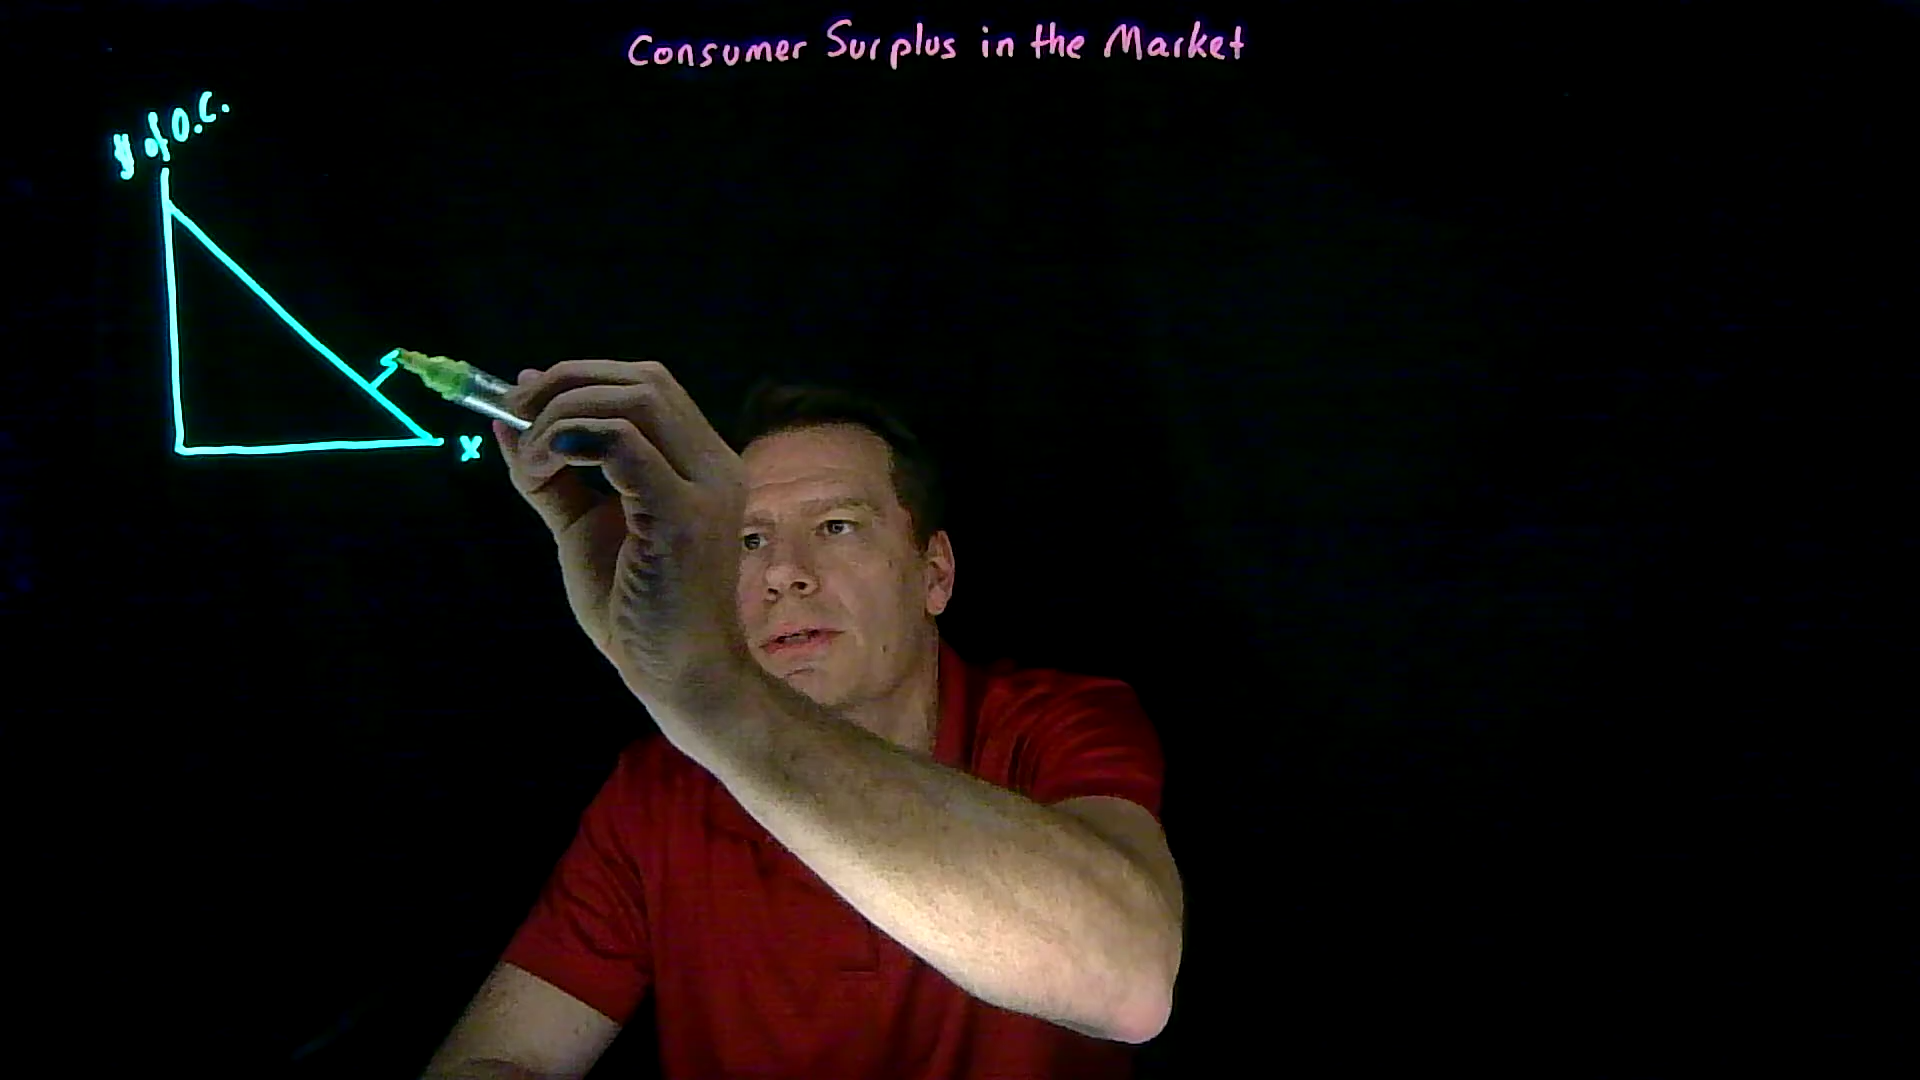 Consumer Surplus in the Market
y of O.C.
x